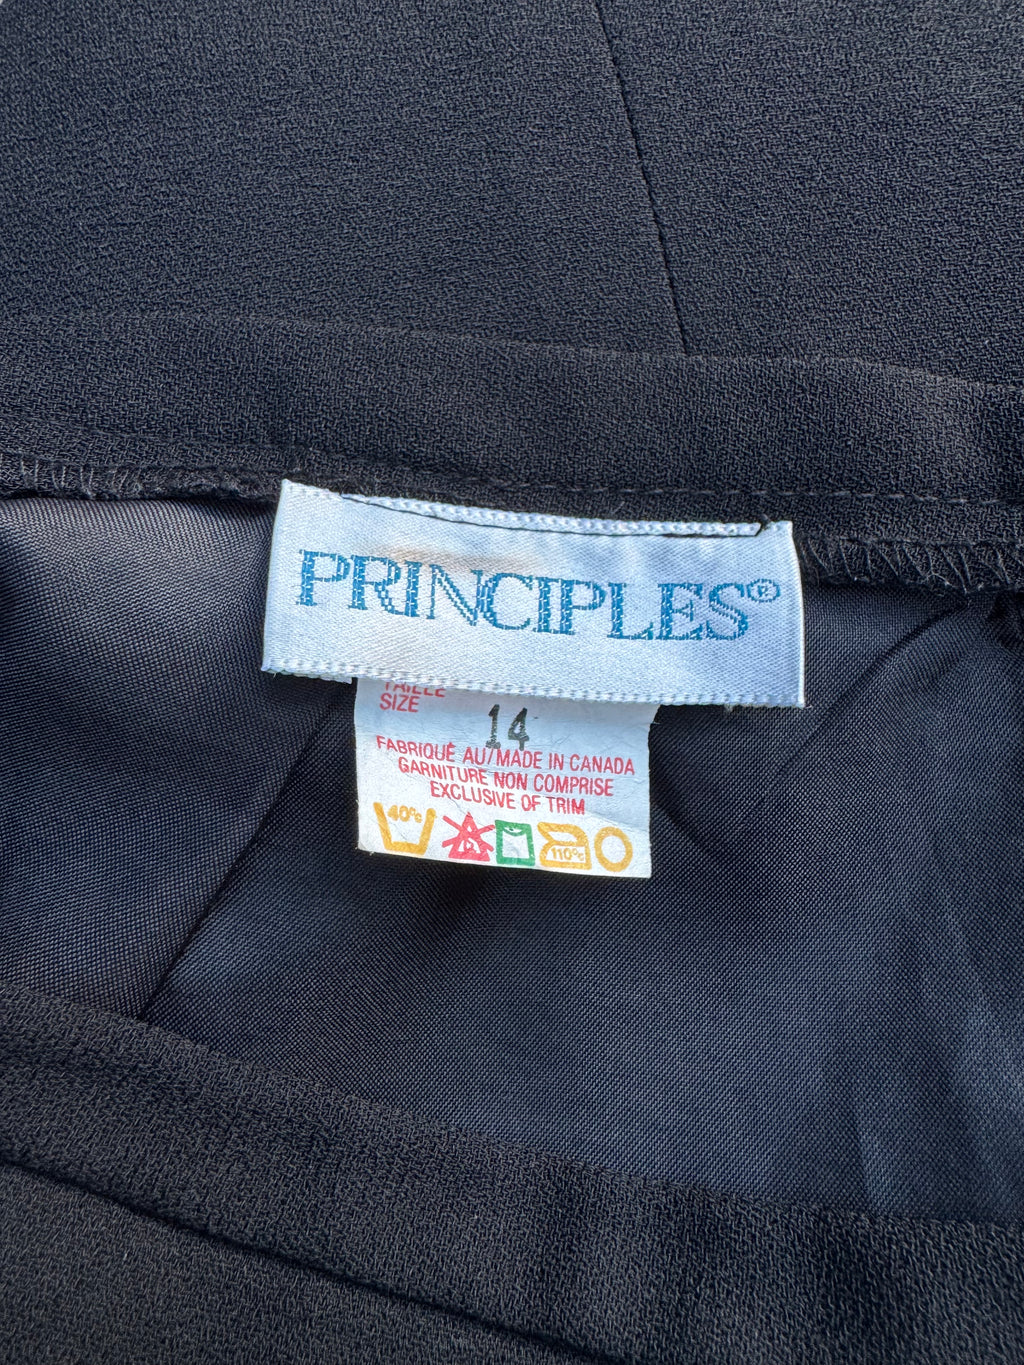 PRINCIPLES®
TAILLE
SIZE 14
FABRIQUÉ AU/MADE IN CANADA
GARNITURE NON COMPRISE
EXCLUSIVE OF TRIM
40°c 110°c